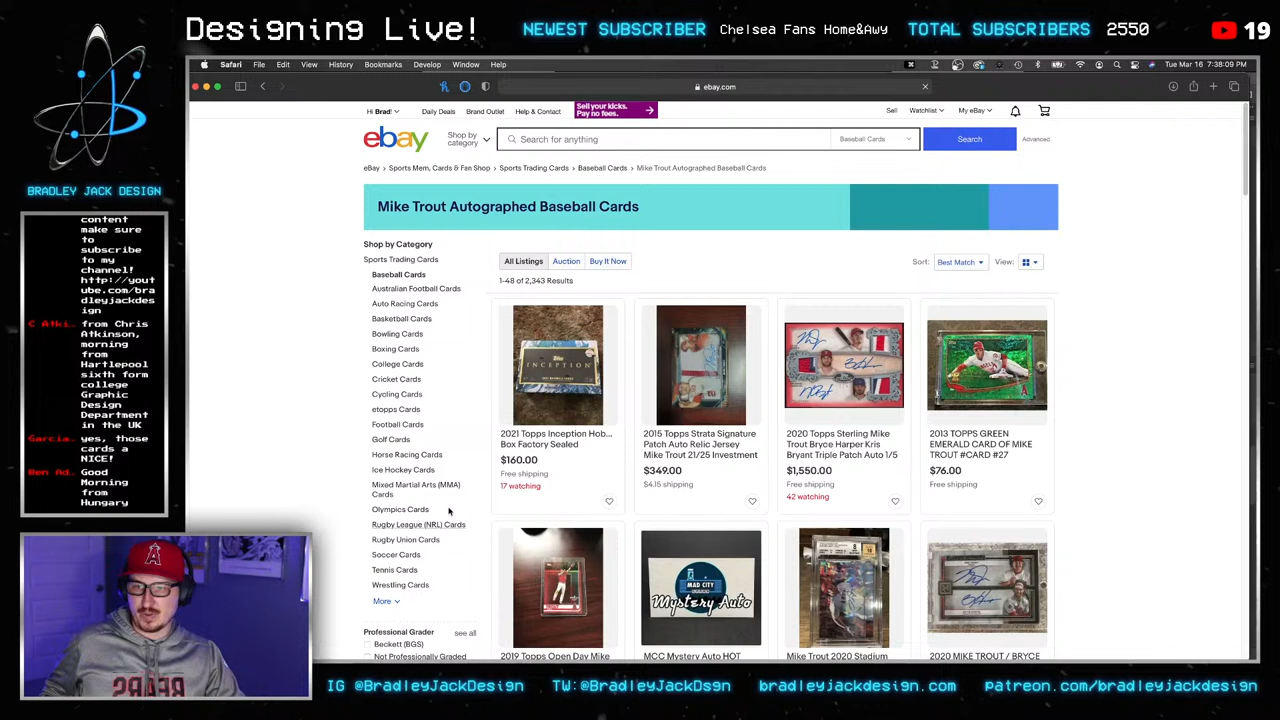 Designing Live!
NEWEST SUBSCRIBER Chelsea Fans Home&Awy TOTAL SUBSCRIBERS 2550
19
Safari File Edit View History Bookmarks Develop Window Help
Tue Mar 16 7:38:09 PM
ebay.com
Hi Brad! Daily Deals Brand Outlet Help & Contact
Sell your kicks.
Pay no fees.
Sell Watchlist My eBay
ebay
Shop by
category
Search for anything
Baseball Cards
Search
Advanced
eBay > Sports Mem, Cards & Fan Shop > Sports Trading Cards > Baseball Cards > Mike Trout Autographed Baseball Cards
Mike Trout Autographed Baseball Cards
Shop by Category
Sports Trading Cards
Baseball Cards
Australian Football Cards
Auto Racing Cards
Basketball Cards
Bowling Cards
Boxing Cards
College Cards
Cricket Cards
Cycling Cards
etopps Cards
Football Cards
Golf Cards
Horse Racing Cards
Ice Hockey Cards
Mixed Martial Arts (MMA)
Cards
Olympics Cards
Rugby League (NRL) Cards
Rugby Union Cards
Soccer Cards
Tennis Cards
Wrestling Cards
More
Professional Grader see all
Beckett (BGS)
Not Professionally Graded
All Listings Auction Buy It Now
Sort: Best Match View:
1-48 of 2,343 Results
INCEPTION
2021 Topps Inception Hob...
Box Factory Sealed
$160.00
Free shipping
17 watching
2015 Topps Strata Signature
Patch Auto Relic Jersey
Mike Trout 21/25 Investment
$349.00
$4.15 shipping
2020 Topps Sterling Mike
Trout Bryce Harper Kris
Bryant Triple Patch Auto 1/5
$1,550.00
Free shipping
42 watching
2013 TOPPS GREEN
EMERALD CARD OF MIKE
TROUT #CARD #27
$76.00
Free shipping
2019 Topps Open Day Mike
MAD CITY
Mystery Auto
MCC Mystery Auto HOT
Mike Trout 2020 Stadium
2020 MIKE TROUT / BRYCE
BRADLEY JACK DESIGN
content
make sure
to
subscribe
to my
channel!
http://yout
ube.com/bra
dleyjackdes
ign
C Atki… from Chris
Atkinson,
morning
from
Hartlepool
sixth form
college
Graphic
Design
Department
in the UK
Garcia… yes, those
cards a
NICE!
Ben Ad… Good
Morning
from
Hungary
A
BEARS
IG @BradleyJackDesign TW:@BradleyJackDsgn bradleyjackdesign.com patreon.com/bradleyjackdesign